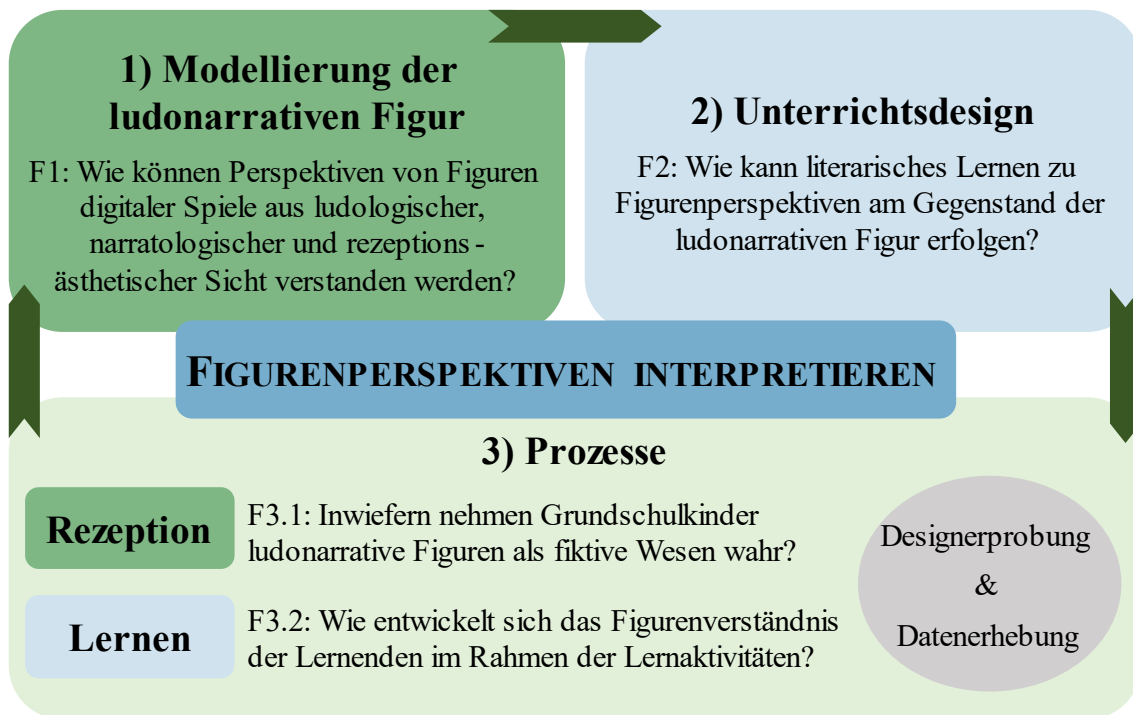 1) Modellierung der
ludonarrativen Figur
F1: Wie können Perspektiven von Figuren
digitaler Spiele aus ludologischer,
narratologischer und rezeptions-
ästhetischer Sicht verstanden werden?
2) Unterrichtsdesign
F2: Wie kann literarisches Lernen zu
Figurenperspektiven am Gegenstand der
ludonarrativen Figur erfolgen?
FIGURENPERSPEKTIVEN INTERPRETIEREN
3) Prozesse
Rezeption
F3.1: Inwiefern nehmen Grundschulkinder
ludonarrative Figuren als fiktive Wesen wahr?
Lernen
F3.2: Wie entwickelt sich das Figurenverständnis
der Lernenden im Rahmen der Lernaktivitäten?
Designerprobung
&
Datenerhebung